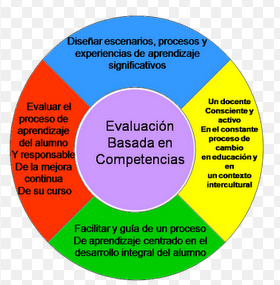 Diseñar escenarios, procesos y
experiencias de aprendizaje
significativos
Evaluar el
proceso de
aprendizaje
del alumno
Y responsable
De la mejora
continua
De su curso
Evaluación
Basada en
Competencias
Un docente
Consciente y
activo
En el constante
proceso de
cambio
en educación y
en
un contexto
intercultural
Facilitar y guía de un proceso
De aprendizaje centrado en el
desarrollo integral del alumno